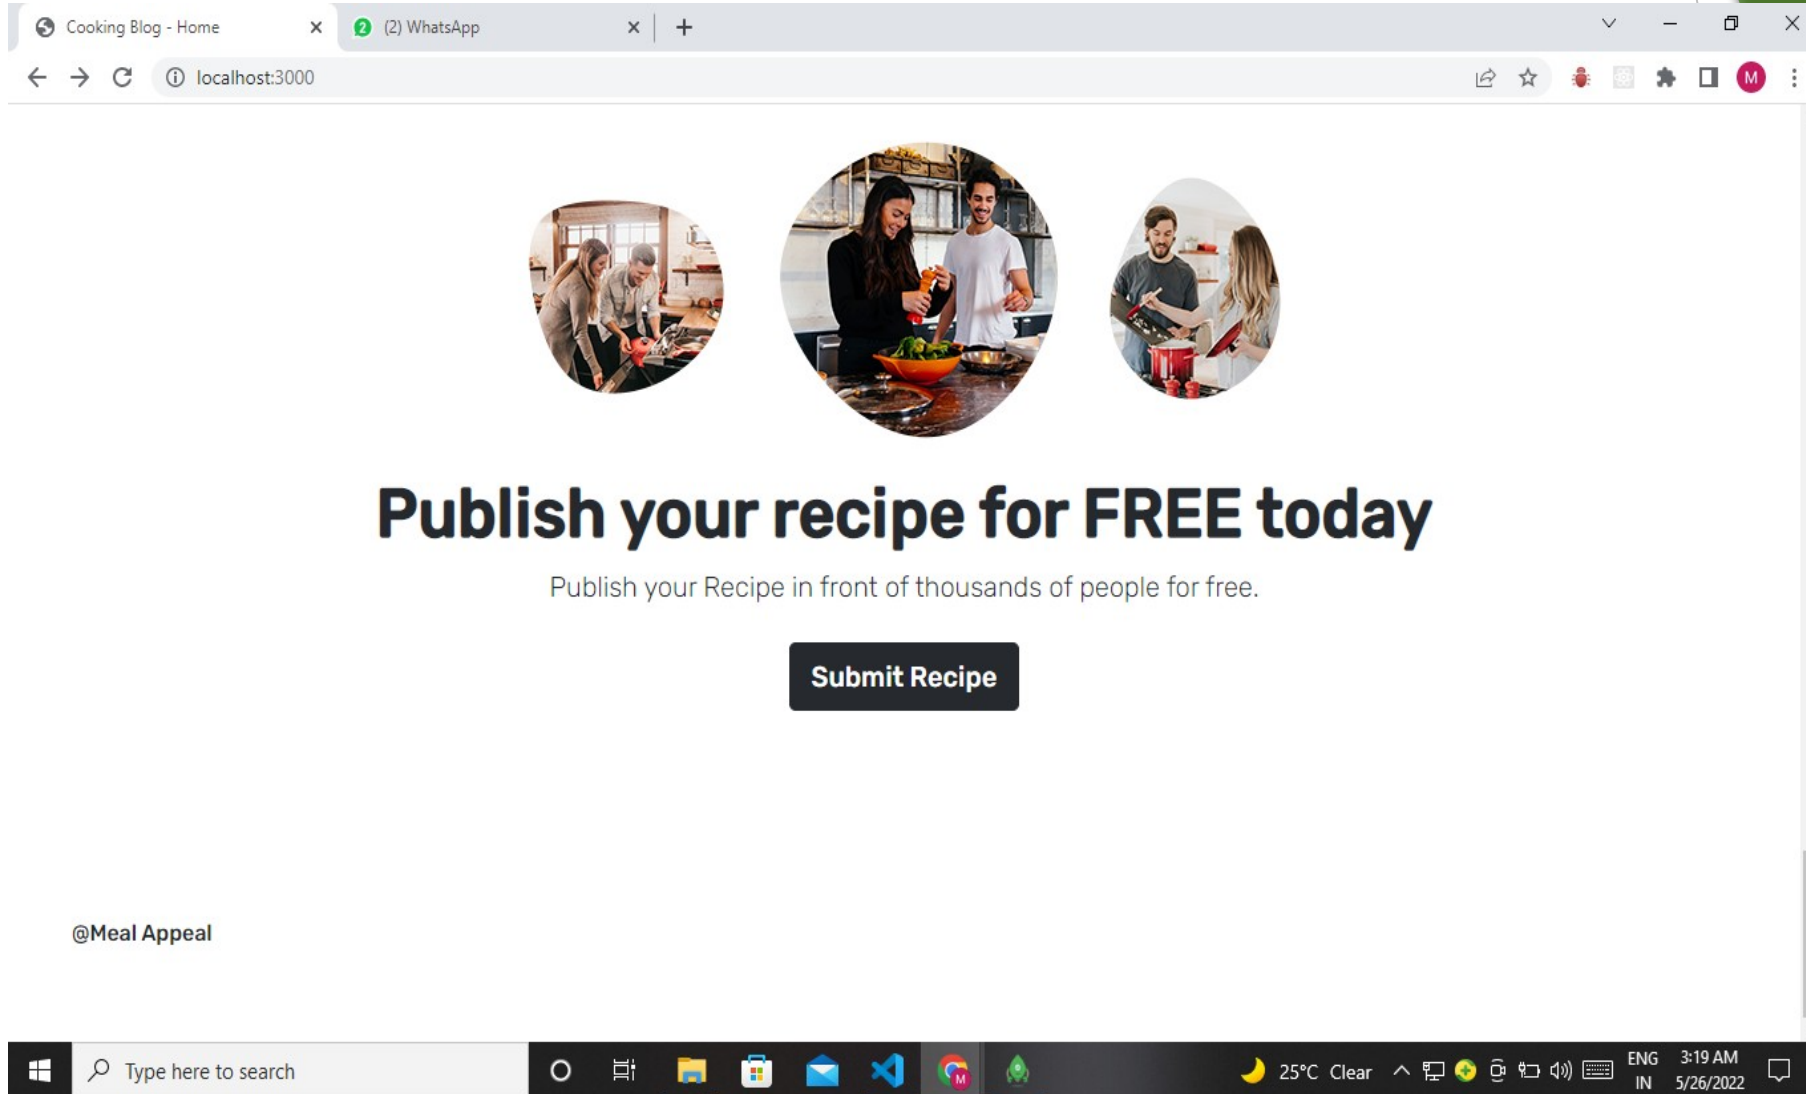 Cooking Blog - Home
2
(2) WhatsApp
localhost:3000
M
Publish your recipe for FREE today
Publish your Recipe in front of thousands of people for free.
Submit Recipe
@Meal Appeal
Type here to search
M
25°C Clear
ENG
IN
3:19 AM
5/26/2022